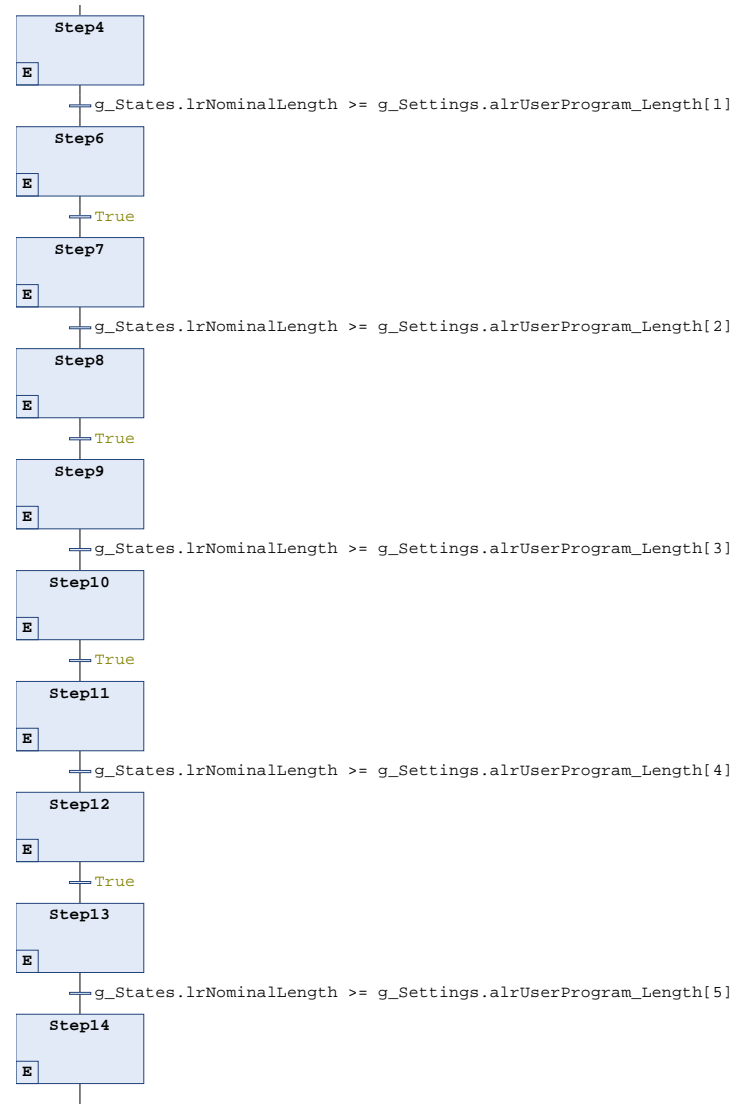 Step4
E
g_States.lrNominalLength >= g_Settings.alrUserProgram_Length[1]
Step6
E
True
Step7
E
g_States.lrNominalLength >= g_Settings.alrUserProgram_Length[2]
Step8
E
True
Step9
E
g_States.lrNominalLength >= g_Settings.alrUserProgram_Length[3]
Step10
E
True
Step11
E
g_States.lrNominalLength >= g_Settings.alrUserProgram_Length[4]
Step12
E
True
Step13
E
g_States.lrNominalLength >= g_Settings.alrUserProgram_Length[5]
Step14
E